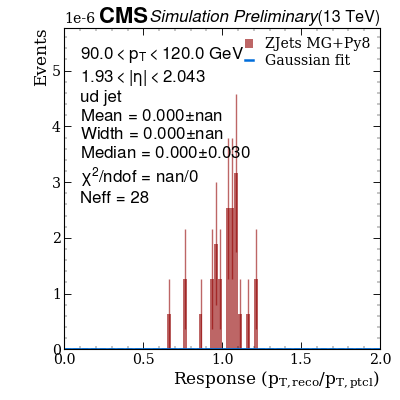 1e-6 CMS Simulation Preliminary (13 TeV)
Events
90.0 < pT < 120.0 GeV
1.93 < |η| < 2.043
ud jet
Mean = 0.000±nan
Width = 0.000±nan
Median = 0.000±0.030
χ²/ndof = nan/0
Neff = 28
ZJets MG+Py8
Gaussian fit
5
4
3
2
1
0
0.0 0.5 1.0 1.5 2.0
Response (pT,reco/pT,ptcl)